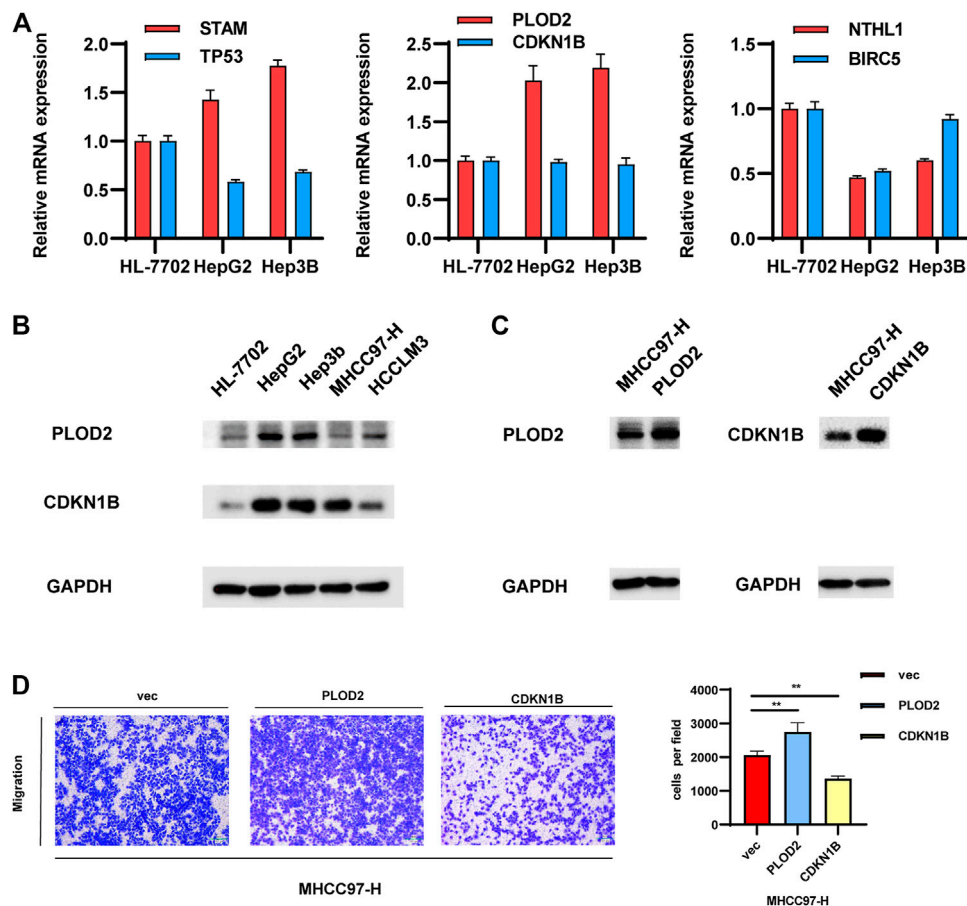 A
STAM
TP53
Relative mRNA expression
2.0
1.5
1.0
0.5
0.0
HL-7702 HepG2 Hep3B
PLOD2
CDKN1B
Relative mRNA expression
2.5
2.0
1.5
1.0
0.5
0.0
HL-7702 HepG2 Hep3B
NTHL1
BIRC5
Relative mRNA expression
1.5
1.0
0.5
0.0
HL-7702 HepG2 Hep3B
B
HL-7702
HepG2
Hep3b
MHCC97-H
HCCLM3
PLOD2
CDKN1B
GAPDH
C
MHCC97-H
PLOD2
PLOD2
GAPDH
MHCC97-H
CDKN1B
CDKN1B
GAPDH
D
vec
PLOD2
CDKN1B
Migration
MHCC97-H
vec
PLOD2
CDKN1B
cells per field
4000
3000
2000
1000
0
**
**
vec
PLOD2
CDKN1B
MHCC97-H